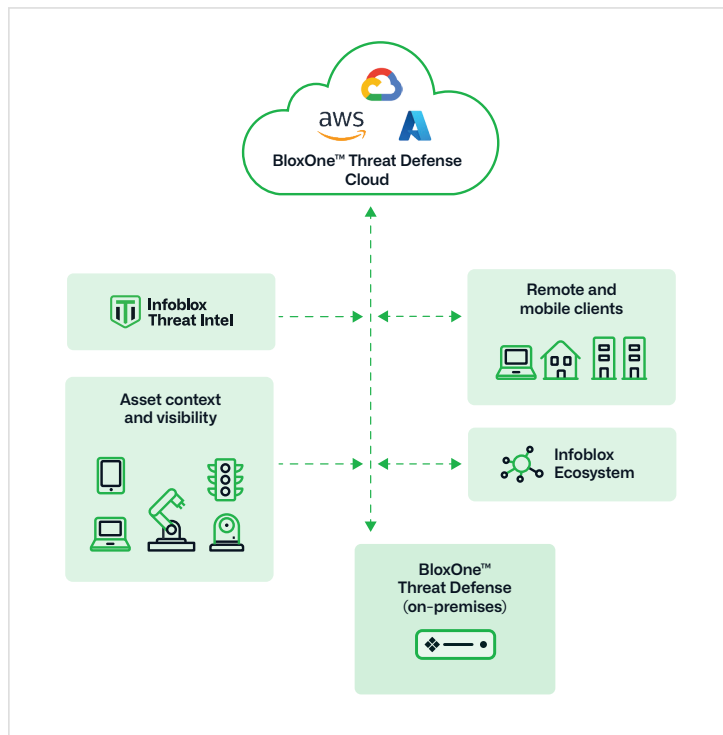 aws
BloxOne™ Threat Defense
Cloud
Infoblox
Threat Intel
Remote and
mobile clients
Asset context
and visibility
Infoblox
Ecosystem
BloxOne™
Threat Defense
(on-premises)